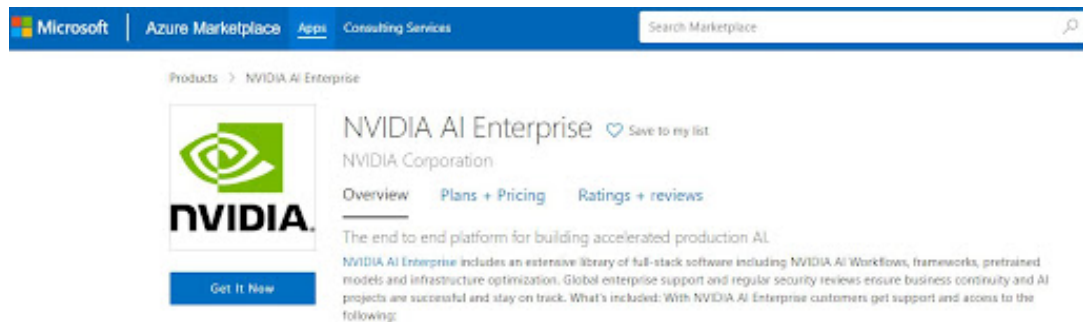 Microsoft Azure Marketplace Apps Consulting Services Search Marketplace
Products > NVIDIA AI Enterprise
NVIDIA AI Enterprise Save to my list
NVIDIA Corporation
Overview Plans + Pricing Ratings + reviews
NVIDIA.
The end to end platform for building accelerated production AI.
NVIDIA AI Enterprise includes an extensive library of full-stack software including NVIDIA AI Workflows, frameworks, pretrained
models and infrastructure optimization. Global enterprise support and regular security reviews ensure business continuity and AI
Get It Now
projects are successful and stay on track. What's included: With NVIDIA AI Enterprise customers get support and access to the
following: